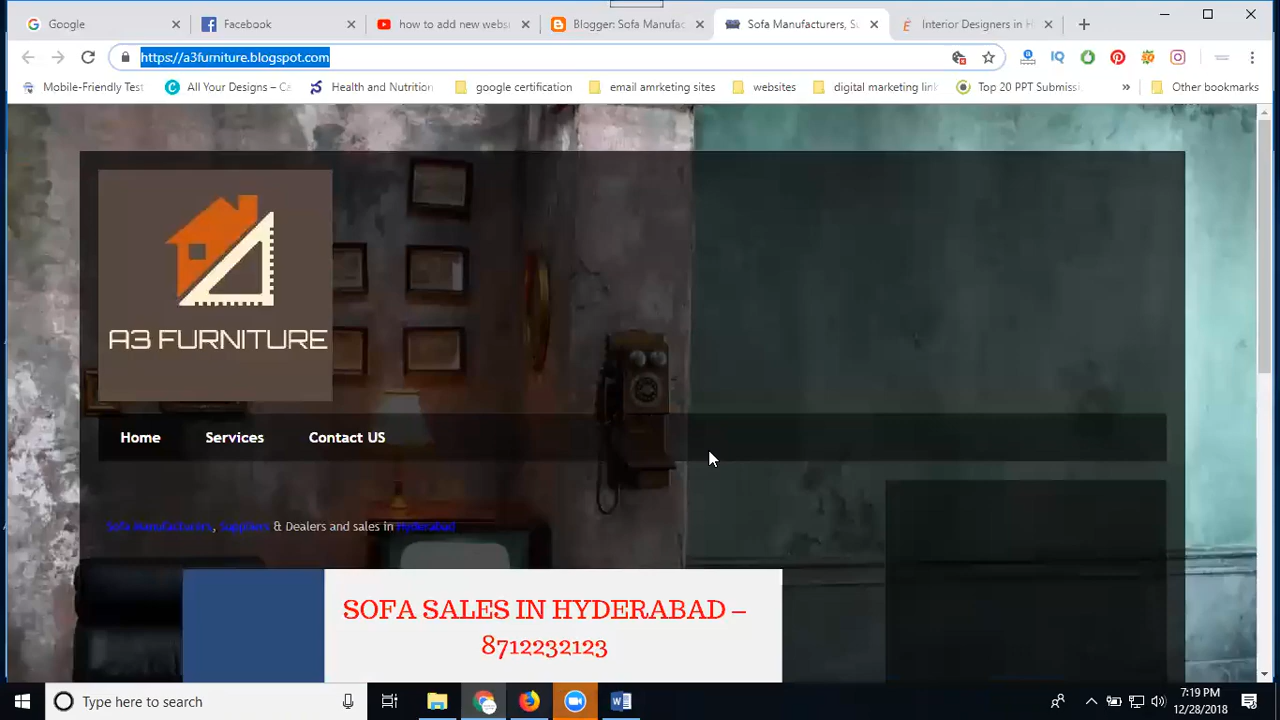 Google
Facebook
how to add new webs
Blogger: Sofa Manufac
Sofa Manufacturers, S
Interior Designers in H
https://a3furniture.blogspot.com
Mobile-Friendly Test
All Your Designs – Ca
Health and Nutrition
google certification
email amrketing sites
websites
digital marketing link
Top 20 PPT Submissi
Other bookmarks
A3 FURNITURE
Home
Services
Contact US
Sofa Manufacturers, Suppliers & Dealers and sales in Hyderabad
SOFA SALES IN HYDERABAD –
8712232123
Type here to search
7:19 PM
12/28/2018